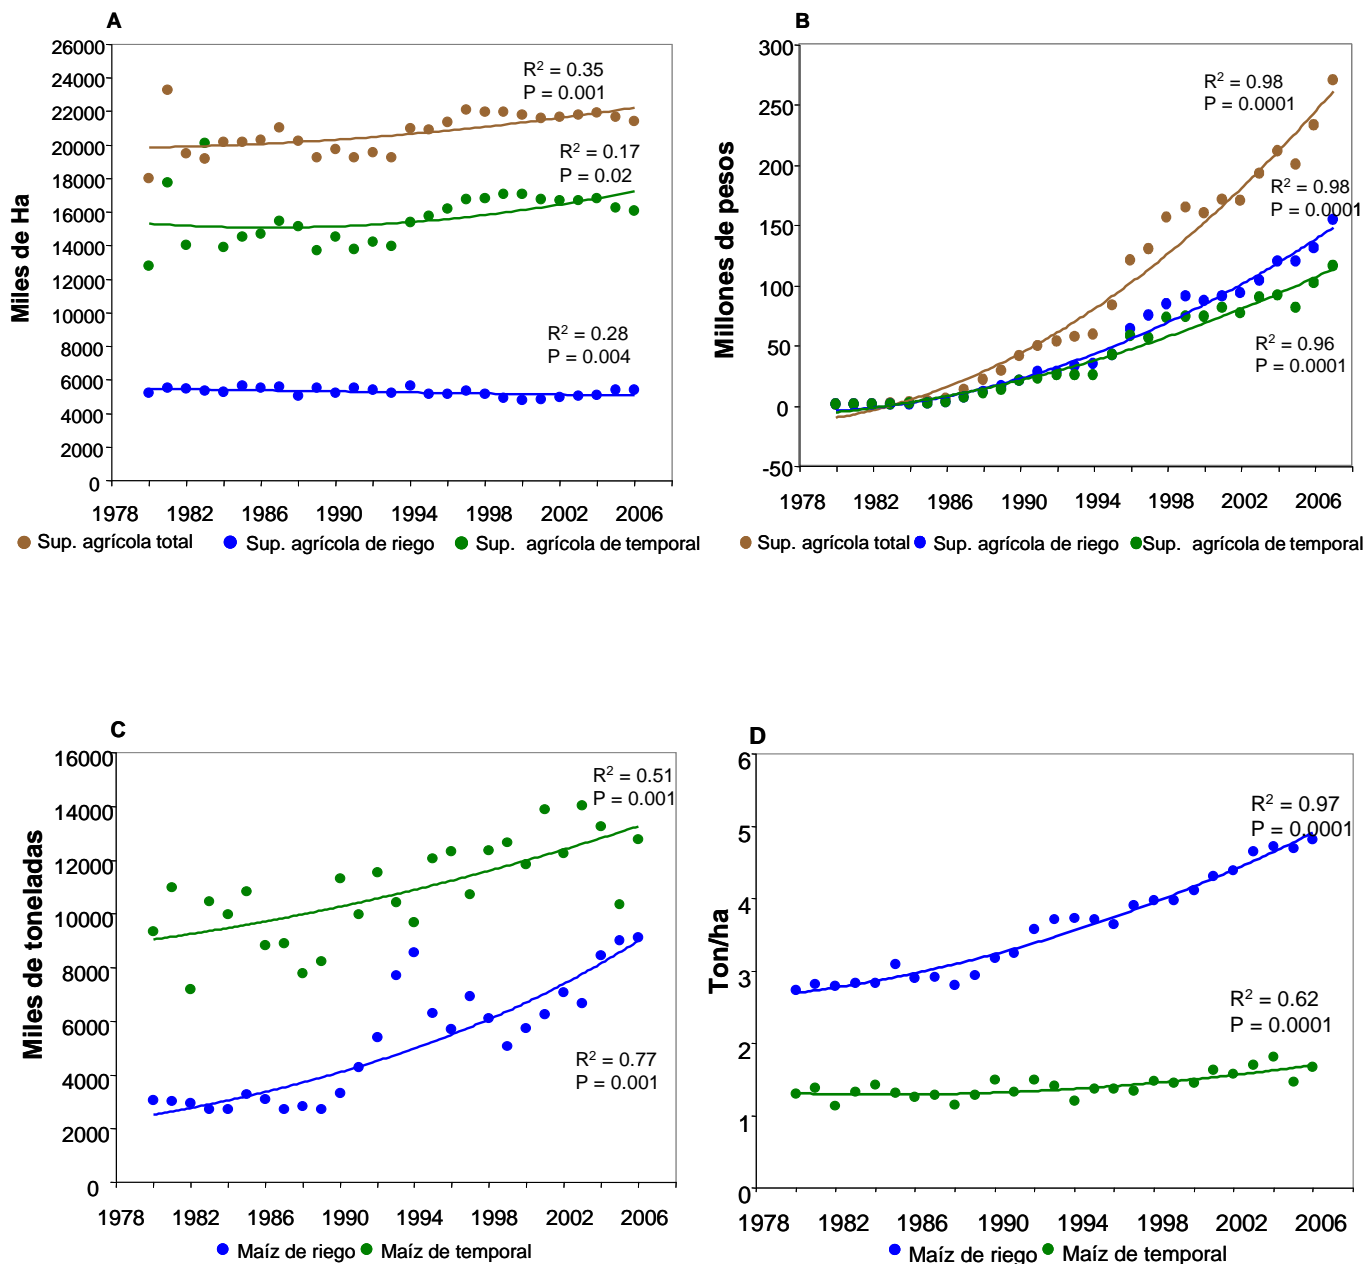 A
Miles de Ha
26000
24000
22000
20000
18000
16000
14000
12000
10000
8000
6000
4000
2000
0
R² = 0.35
P = 0.001
R² = 0.17
P = 0.02
R² = 0.28
P = 0.004
1978 1982 1986 1990 1994 1998 2002 2006
Sup. agrícola total Sup. agrícola de riego Sup. agrícola de temporal
B
Millones de pesos
300
250
200
150
100
50
0
-50
R² = 0.98
P = 0.0001
R² = 0.98
P = 0.0001
R² = 0.96
P = 0.0001
1978 1982 1986 1990 1994 1998 2002 2006
Sup. agrícola total Sup. agrícola de riego Sup. agrícola de temporal
C
Miles de toneladas
16000
14000
12000
10000
8000
6000
4000
2000
0
R² = 0.51
P = 0.001
R² = 0.77
P = 0.001
1978 1982 1986 1990 1994 1998 2002 2006
Maíz de riego Maíz de temporal
D
Ton/ha
6
5
4
3
2
1
0
R² = 0.97
P = 0.0001
R² = 0.62
P = 0.0001
1978 1982 1986 1990 1994 1998 2002 2006
Maíz de riego Maíz de temporal